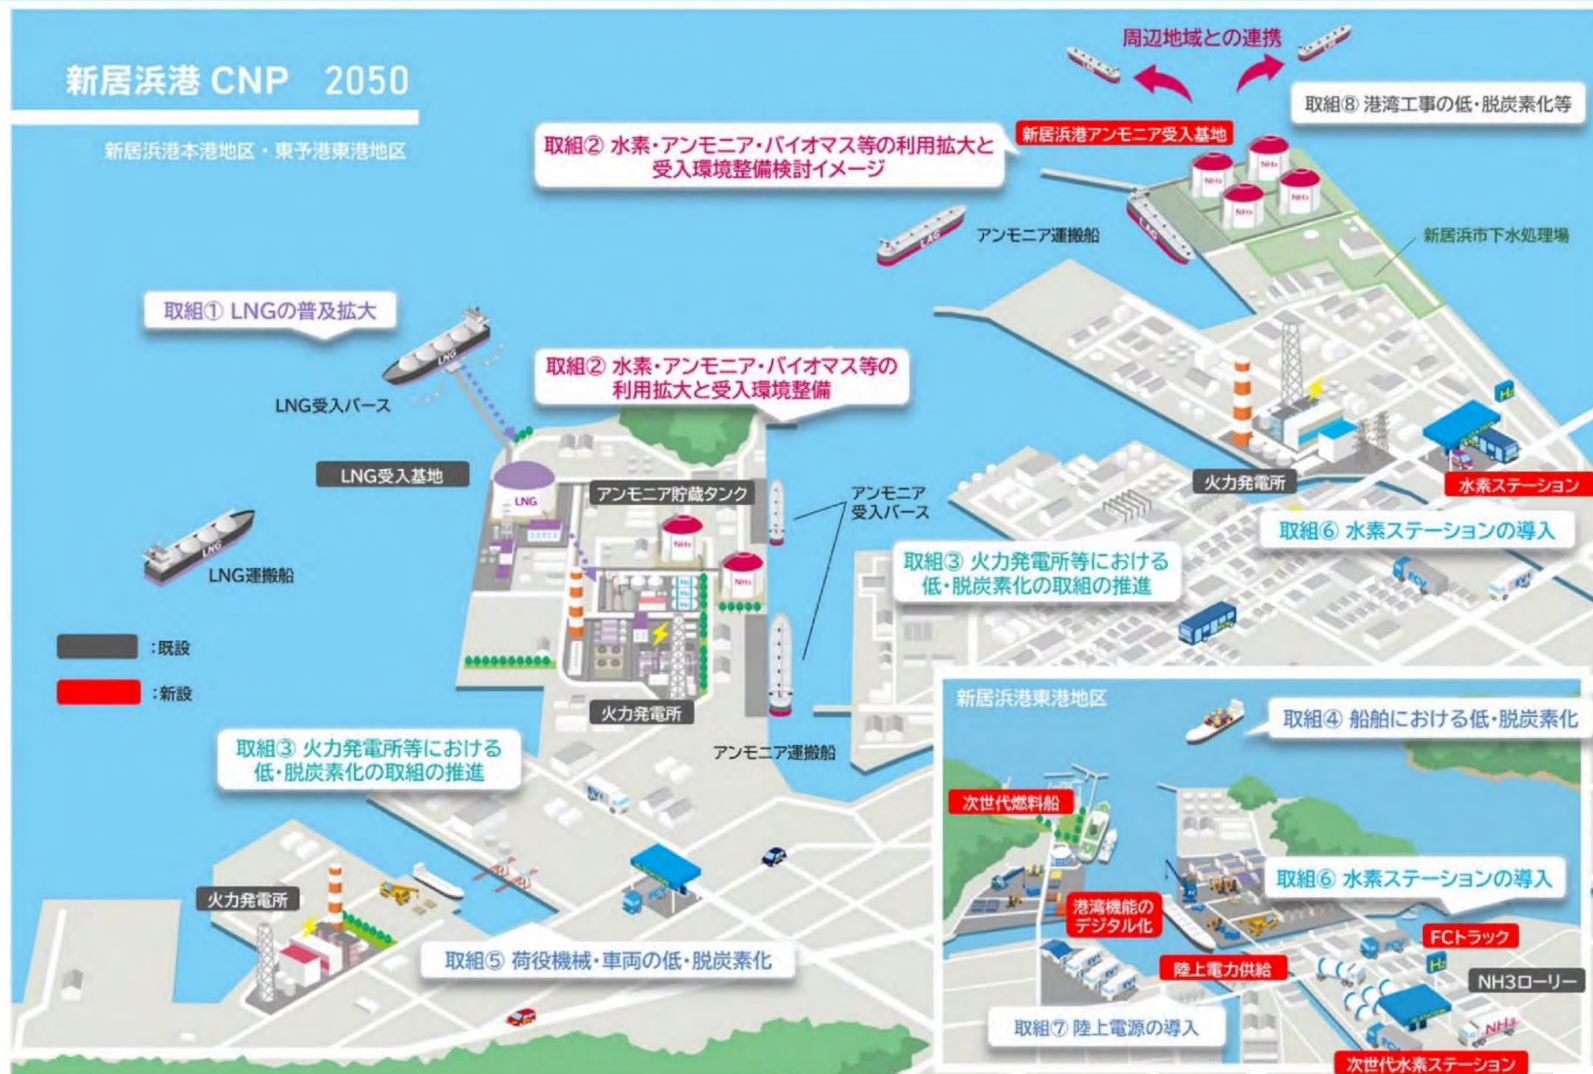 新居浜港 CNP 2050
新居浜港本港地区・東予港東港地区
周辺地域との連携
取組⑧ 港湾工事の低・脱炭素化等
新居浜港アンモニア受入基地
取組② 水素・アンモニア・バイオマス等の利用拡大と
受入環境整備検討イメージ
NH₃
NH₃
NH₃
NH₃
LAG
LAG
アンモニア運搬船
新居浜市下水処理場
取組① LNGの普及拡大
LNG
LNG受入バース
取組② 水素・アンモニア・バイオマス等の
利用拡大と受入環境整備
LNG受入基地
LNG
アンモニア貯蔵タンク
NH₃
NH₃
アンモニア
受入バース
火力発電所
H₂
水素ステーション
取組⑥ 水素ステーションの導入
取組③ 火力発電所等における
低・脱炭素化の取組の推進
FCV
EV
LNG
LNG運搬船
:既設
:新設
火力発電所
アンモニア運搬船
取組③ 火力発電所等における
低・脱炭素化の取組の推進
火力発電所
取組⑤ 荷役機械・車両の低・脱炭素化
新居浜港東港地区
取組④ 船舶における低・脱炭素化
次世代燃料船
取組⑥ 水素ステーションの導入
港湾機能の
デジタル化
FCトラック
陸上電力供給
H₂
NH3ローリー
取組⑦ 陸上電源の導入
FCV
NH3
次世代水素ステーション